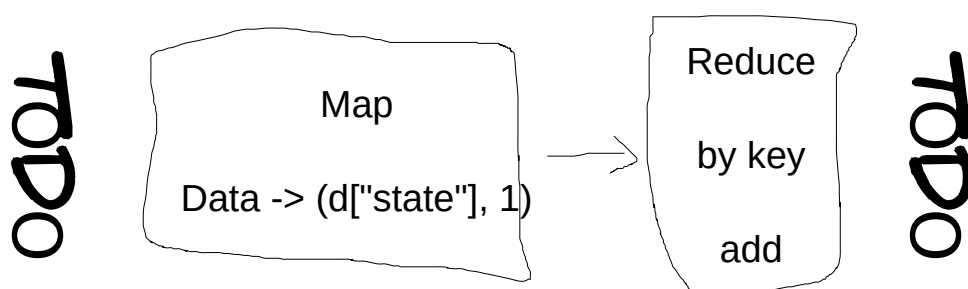 TODO
Map
Data -> (d["state"], 1)
Reduce
by key
add
TODO